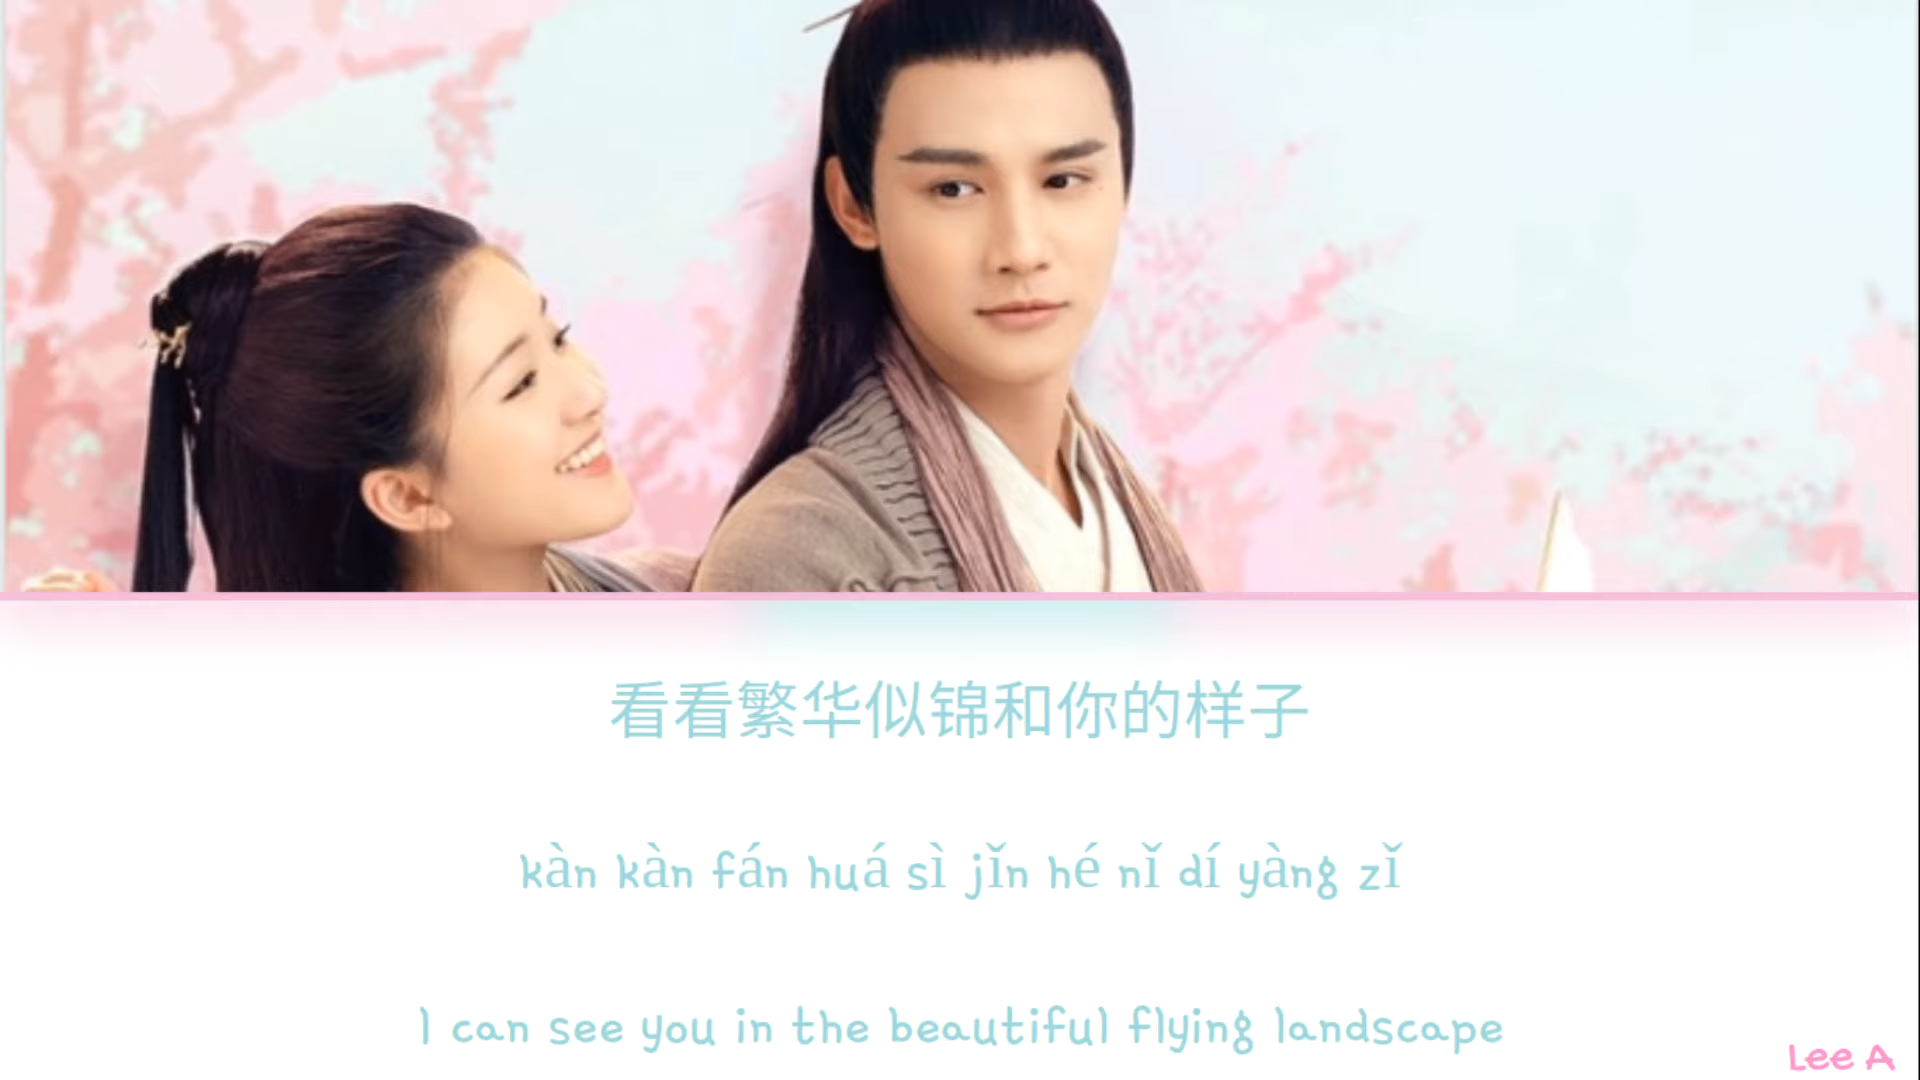 看看繁华似锦和你的样子
kàn kàn fán huá sì jǐn hé nǐ dí yàng zǐ
I can see you in the beautiful flying landscape
Lee A